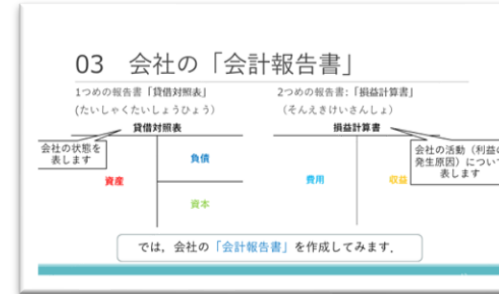 03 会社の「会計報告書」
1つめの報告書「貸借対照表」
(たいしゃくたいしょうひょう)
貸借対照表
会社の状態を
表します
資産
負債
資本
2つめの報告書:「損益計算書」
(そんえきけいさんしょ)
損益計算書
費用
収益
会社の活動(利益の
発生原因)につい
表します
では,会社の「会計報告書」を作成してみます.